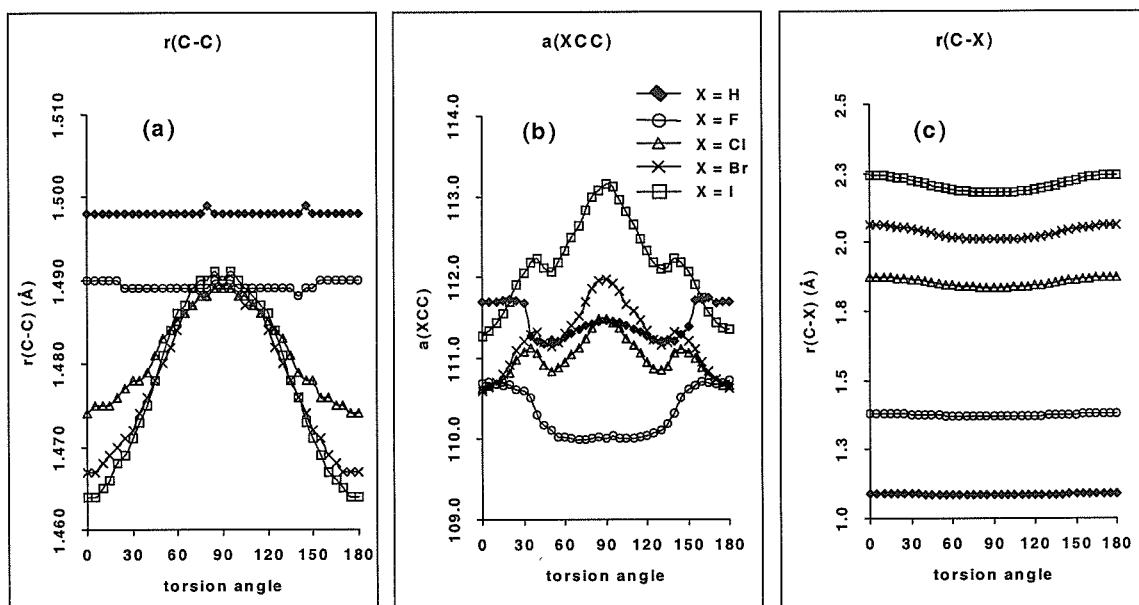 r(C-C)
(a)
r(C-C) (Å)
1.510
1.500
1.490
1.480
1.470
1.460
0 30 60 90 120 150 180
torsion angle
a(XCC)
(b)
X = H
X = F
X = Cl
X = Br
X = I
a(XCC)
114.0
113.0
112.0
111.0
110.0
109.0
0 30 60 90 120 150 180
torsion angle
r(C-X)
(c)
r(C-X) (Å)
2.5
2.3
2.0
1.8
1.5
1.3
1.0
0 30 60 90 120 150 180
torsion angle